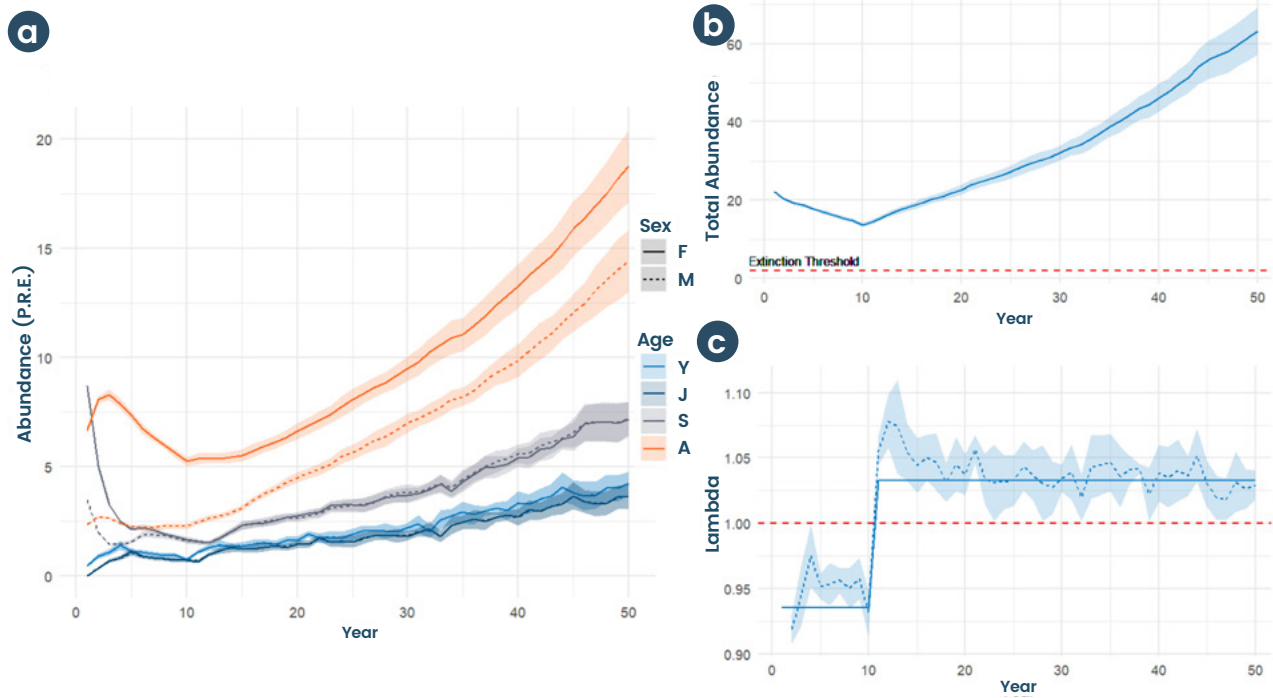 a
20
15
10
5
0
Abundance (P.R.E.)
0 10 20 30 40 50
Year
Sex
F
M
Age
Y
J
S
A
b
60
40
20
0
Total Abundance
Extinction Threshold
0 10 20 30 40 50
Year
c
1.10
1.05
1.00
0.95
0.90
Lambda
0 10 20 30 40 50
Year